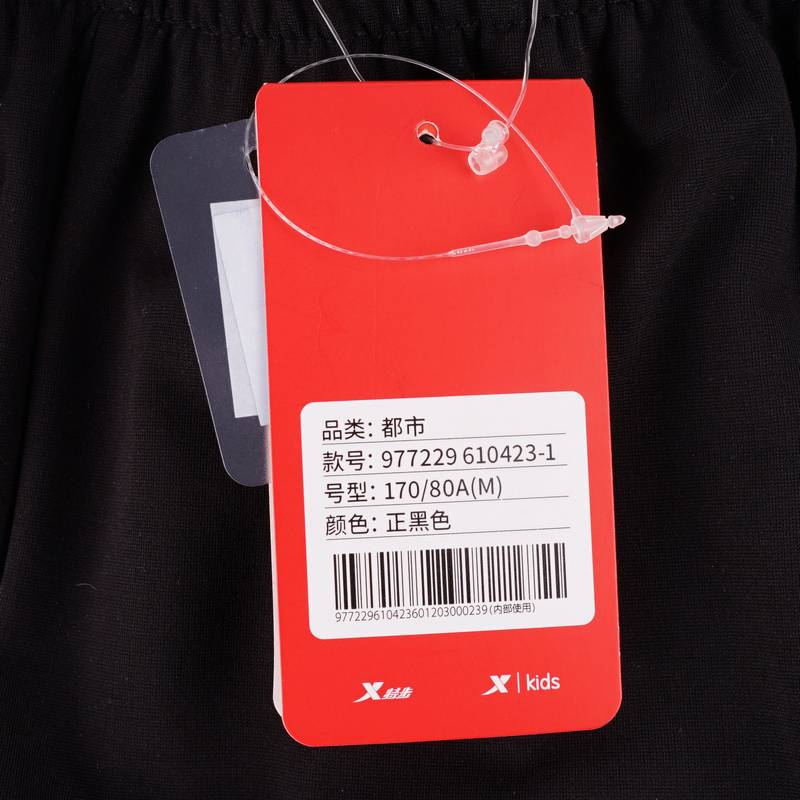 品类: 都市
款号: 977229 610423-1
号型: 170/80A(M)
颜色: 正黑色
977229610423601203000239 (内部使用)
X 特步 X | kids